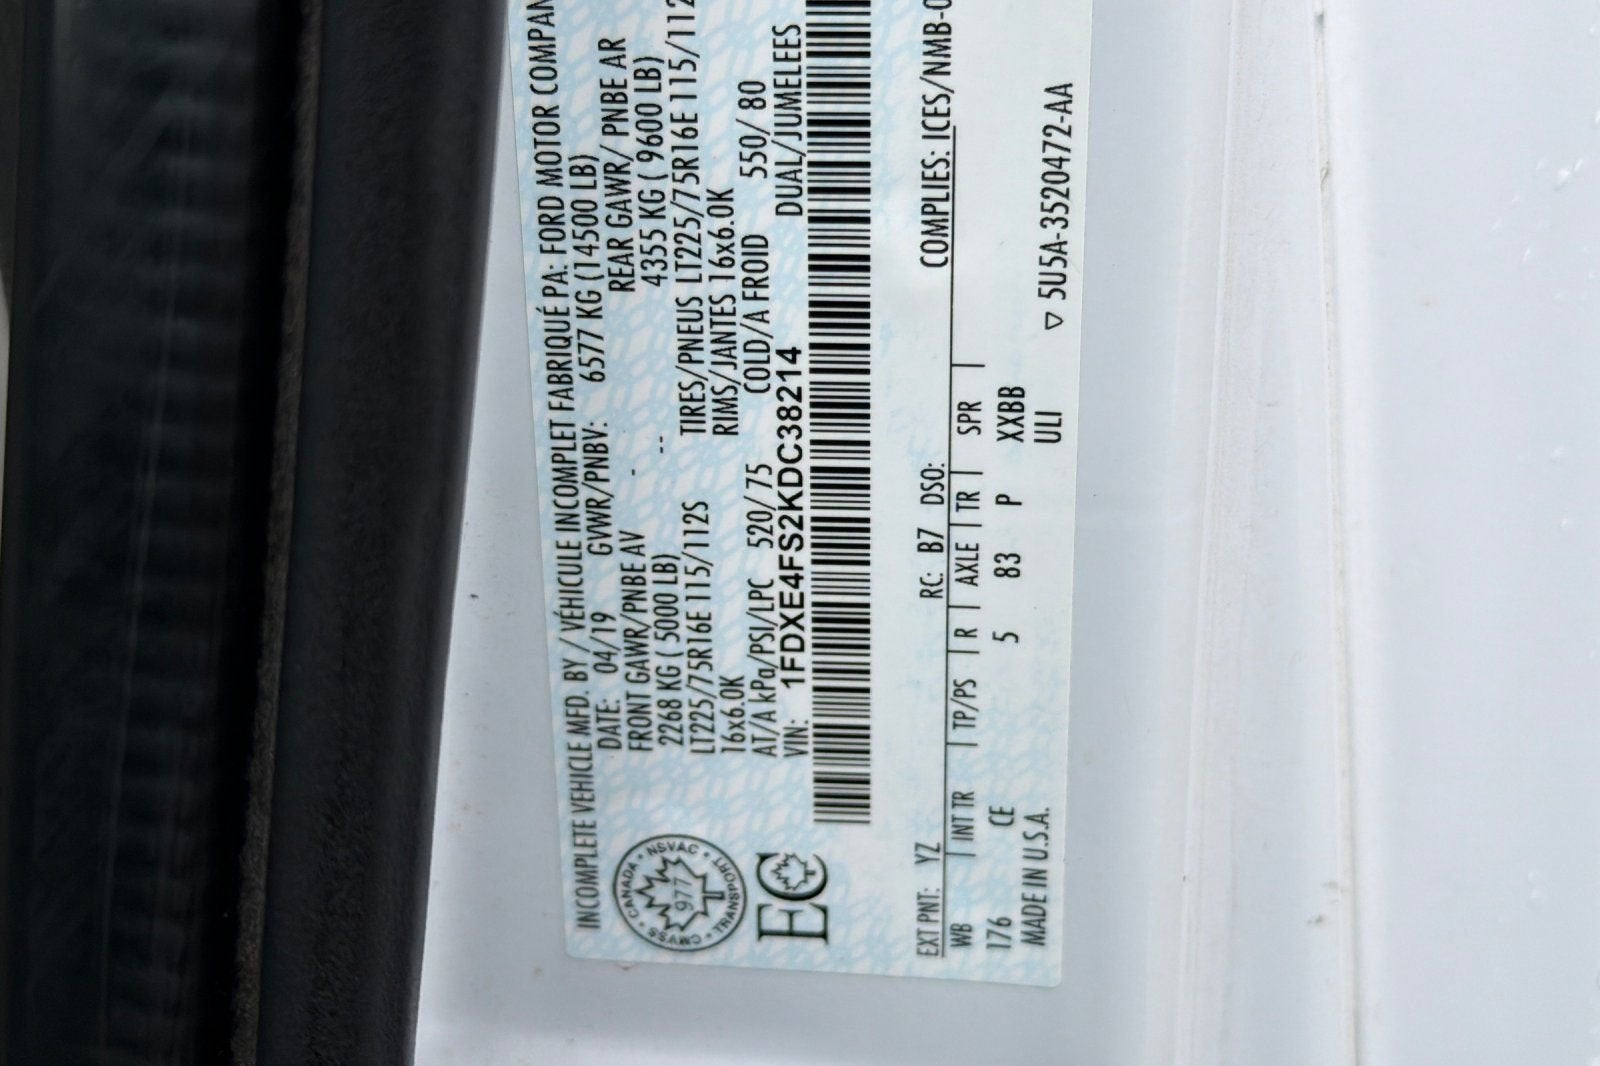 INCOMPLETE VEHICLE MFD. BY / VÉHICULE INCOMPLET FABRIQUÉ PA: FORD MOTOR COMPAN
DATE: 04/19 GVWR/PNBV: 6577 KG (14500 LB)
FRONT GAWR/PNBE AV - REAR GAWR/ PNBE AR
2268 KG ( 5000 LB) -- 4355 KG ( 9600 LB)
LT225/75R16E 115/112S TIRES/PNEUS LT225/75R16E 115/112
16x6.0K RIMS/JANTES 16x6.0K
AT/A kPa/PSI/LPC 520/ 75 COLD/A FROID 550/ 80
VIN: 1FDXE4FS2KDC38214 DUAL/JUMELEES
CANADA • NSVAC • TRANSPORT • CMVSS •
977
EC
COMPLIES: ICES/NMB-0
EXT PNT: YZ RC: B7 DSO:
WB | INT TR | TP/PS | R | AXLE | TR | SPR |
176 CE 5 83 P XXBB
MADE IN U.S.A. ULI ▽ 5U5A-3520472-AA